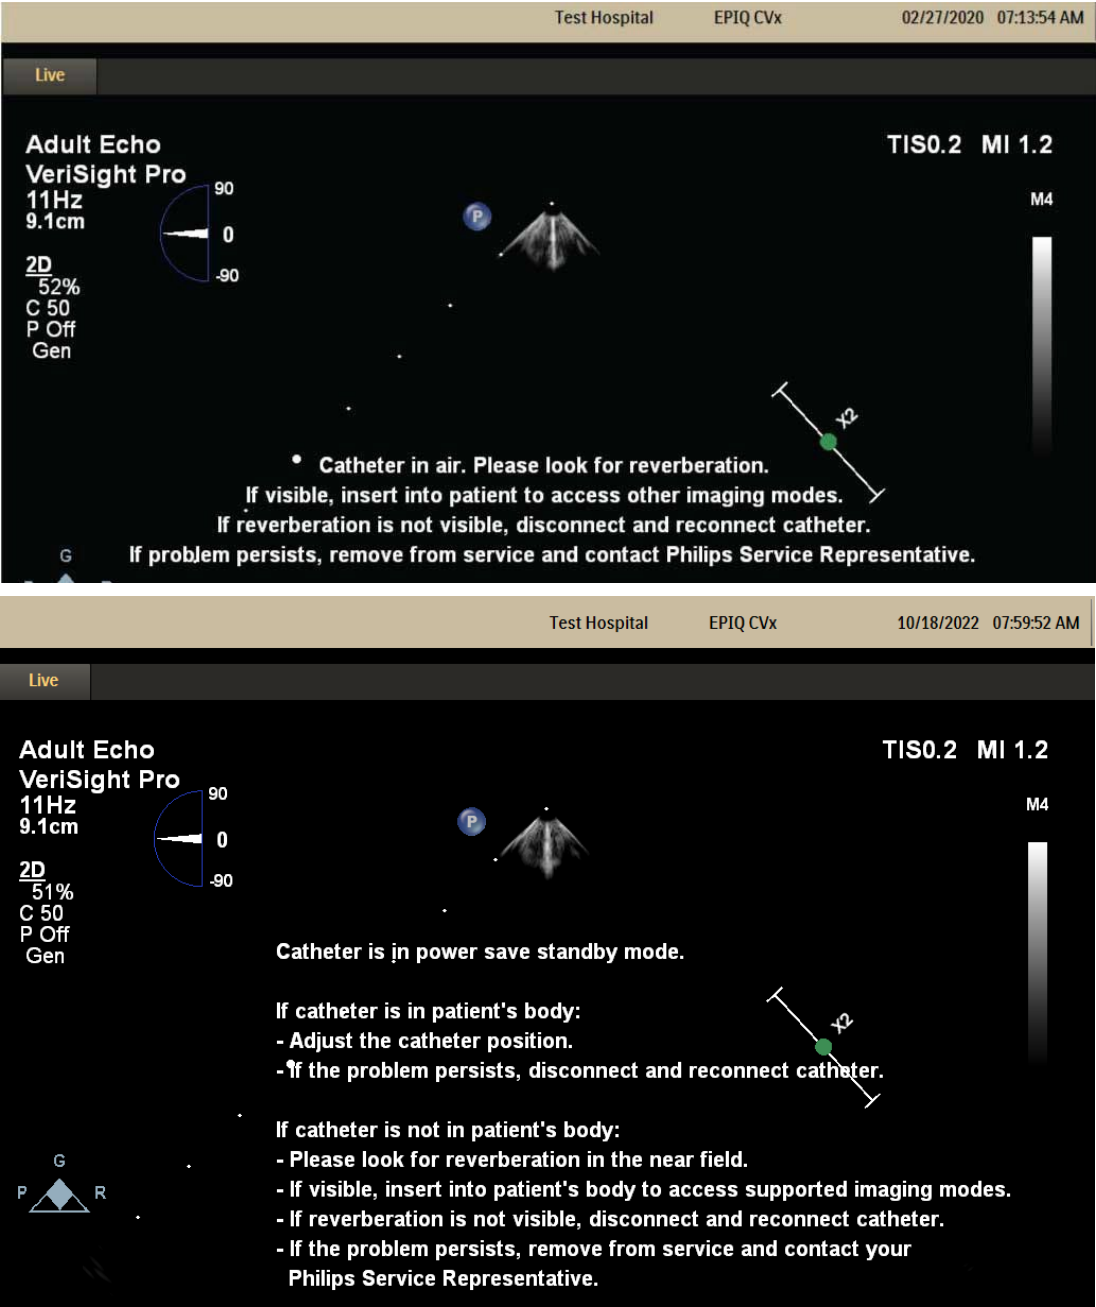 Test Hospital EPIQ CVx 02/27/2020 07:13:54 AM
Live
Adult Echo
VeriSight Pro
11Hz
9.1cm
TIS0.2 MI 1.2
M4
90
0
-90
P
2D
52%
C 50
P Off
Gen
X2
Catheter in air. Please look for reverberation.
If visible, insert into patient to access other imaging modes.
If reverberation is not visible, disconnect and reconnect catheter.
If problem persists, remove from service and contact Philips Service Representative.
G
Test Hospital EPIQ CVx 10/18/2022 07:59:52 AM
Live
Adult Echo
VeriSight Pro
11Hz
9.1cm
TIS0.2 MI 1.2
M4
90
0
-90
P
2D
51%
C 50
P Off
Gen
X2
Catheter is in power save standby mode.
If catheter is in patient's body:
- Adjust the catheter position.
- If the problem persists, disconnect and reconnect catheter.
If catheter is not in patient's body:
- Please look for reverberation in the near field.
- If visible, insert into patient's body to access supported imaging modes.
- If reverberation is not visible, disconnect and reconnect catheter.
- If the problem persists, remove from service and contact your
Philips Service Representative.
G
P R